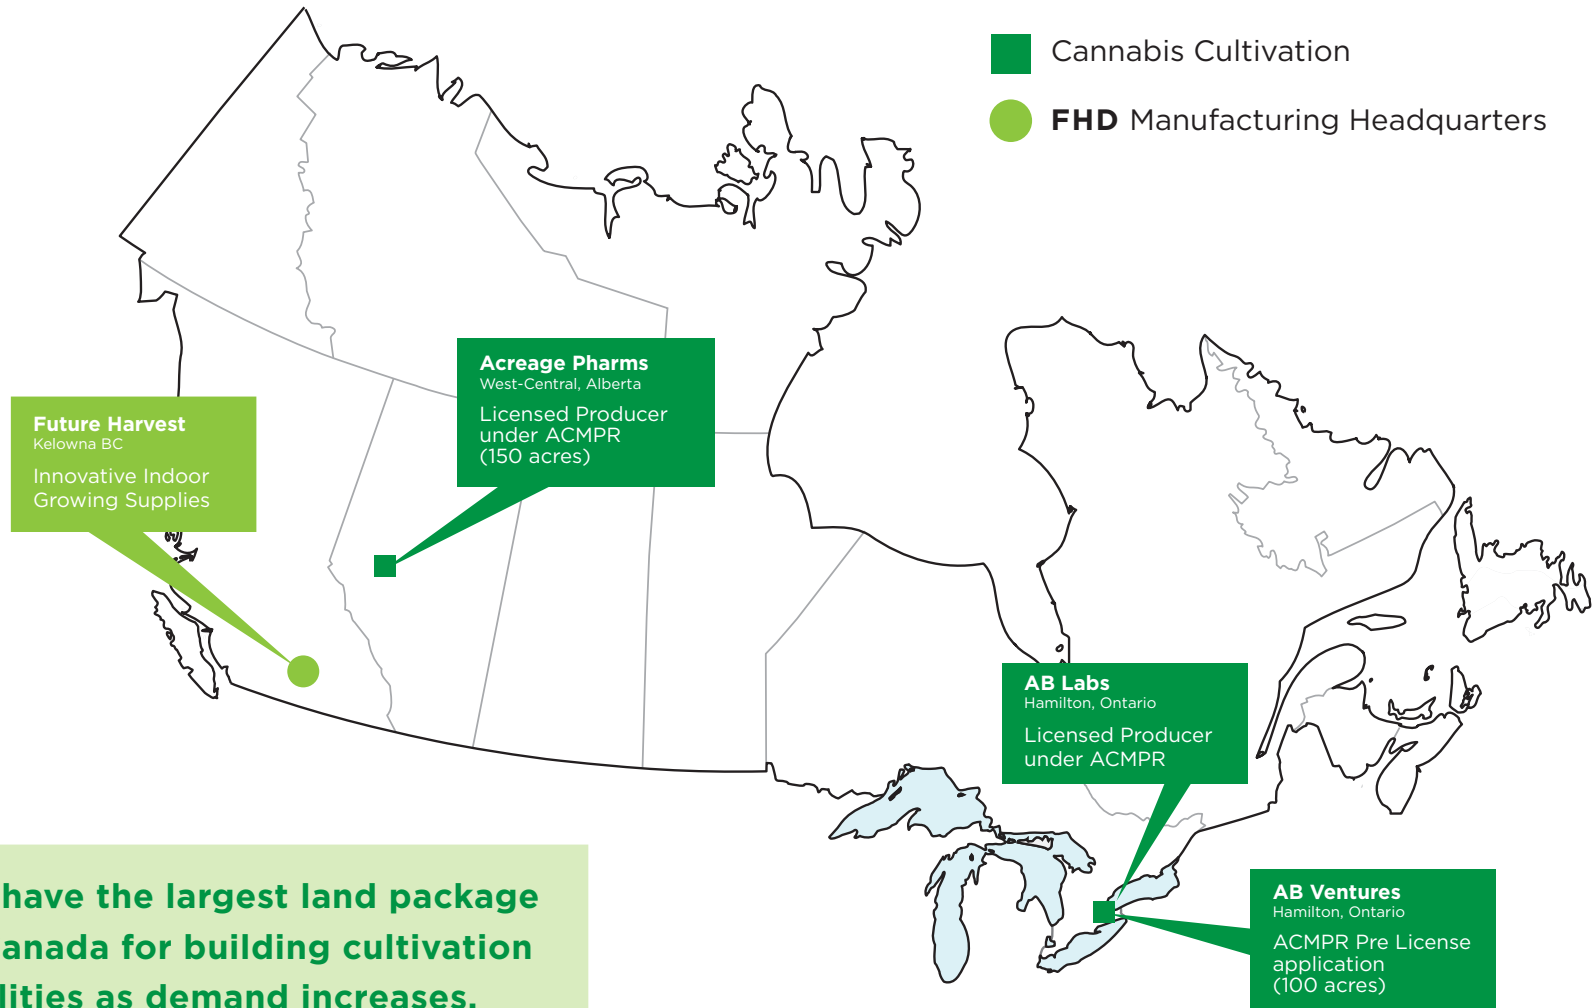 Cannabis Cultivation
FHD Manufacturing Headquarters
Acreage Pharms
West-Central, Alberta
Licensed Producer
under ACMPR
(150 acres)
Future Harvest
Kelowna BC
Innovative Indoor
Growing Supplies
AB Labs
Hamilton, Ontario
Licensed Producer
under ACMPR
AB Ventures
Hamilton, Ontario
ACMPR Pre License
application
(100 acres)
have the largest land package
anada for building cultivation
lities as demand increases.